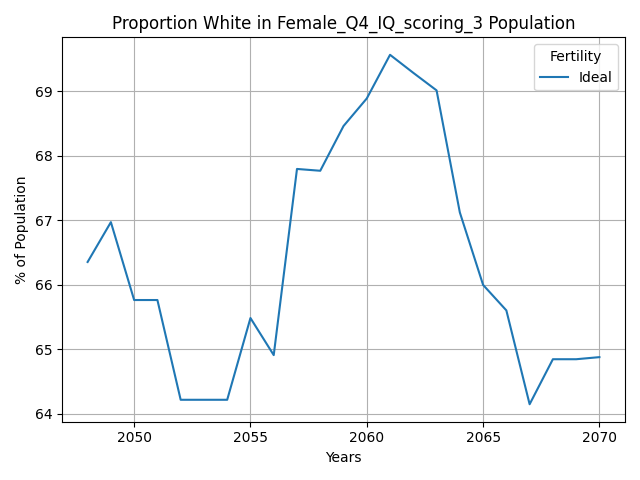 Proportion White in Female_Q4_IQ_scoring_3 Population
Fertility
Ideal
69
68
67
66
65
64
% of Population
2050
2055
2060
2065
2070
Years